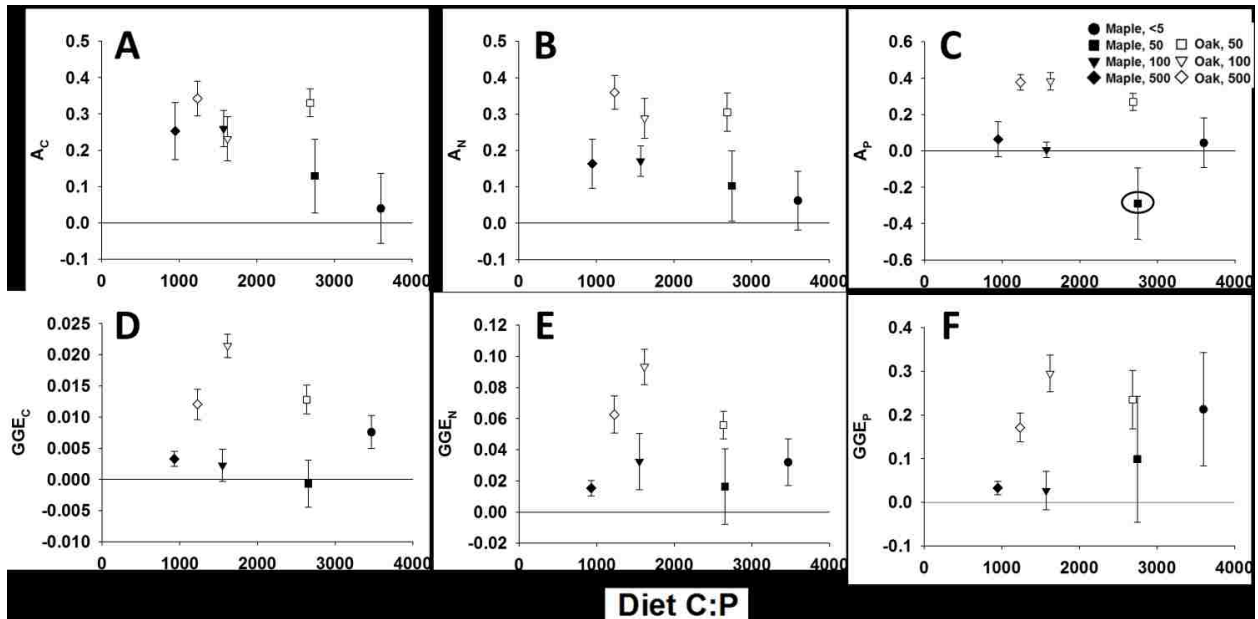 A
0.5
0.4
0.3
0.2
0.1
0.0
-0.1
A_C
0 1000 2000 3000 4000
B
0.5
0.4
0.3
0.2
0.1
0.0
-0.1
A_N
0 1000 2000 3000 4000
C
Maple, <5
Maple, 50 Oak, 50
Maple, 100 Oak, 100
Maple, 500 Oak, 500
0.6
0.4
0.2
0.0
-0.2
-0.4
-0.6
A_P
0 1000 2000 3000 4000
D
0.025
0.020
0.015
0.010
0.005
0.000
-0.005
-0.010
GGE_C
0 1000 2000 3000 4000
E
0.12
0.10
0.08
0.06
0.04
0.02
0.00
-0.02
GGE_N
0 1000 2000 3000 4000
F
0.4
0.3
0.2
0.1
0.0
-0.1
GGE_P
0 1000 2000 3000 4000
Diet C:P